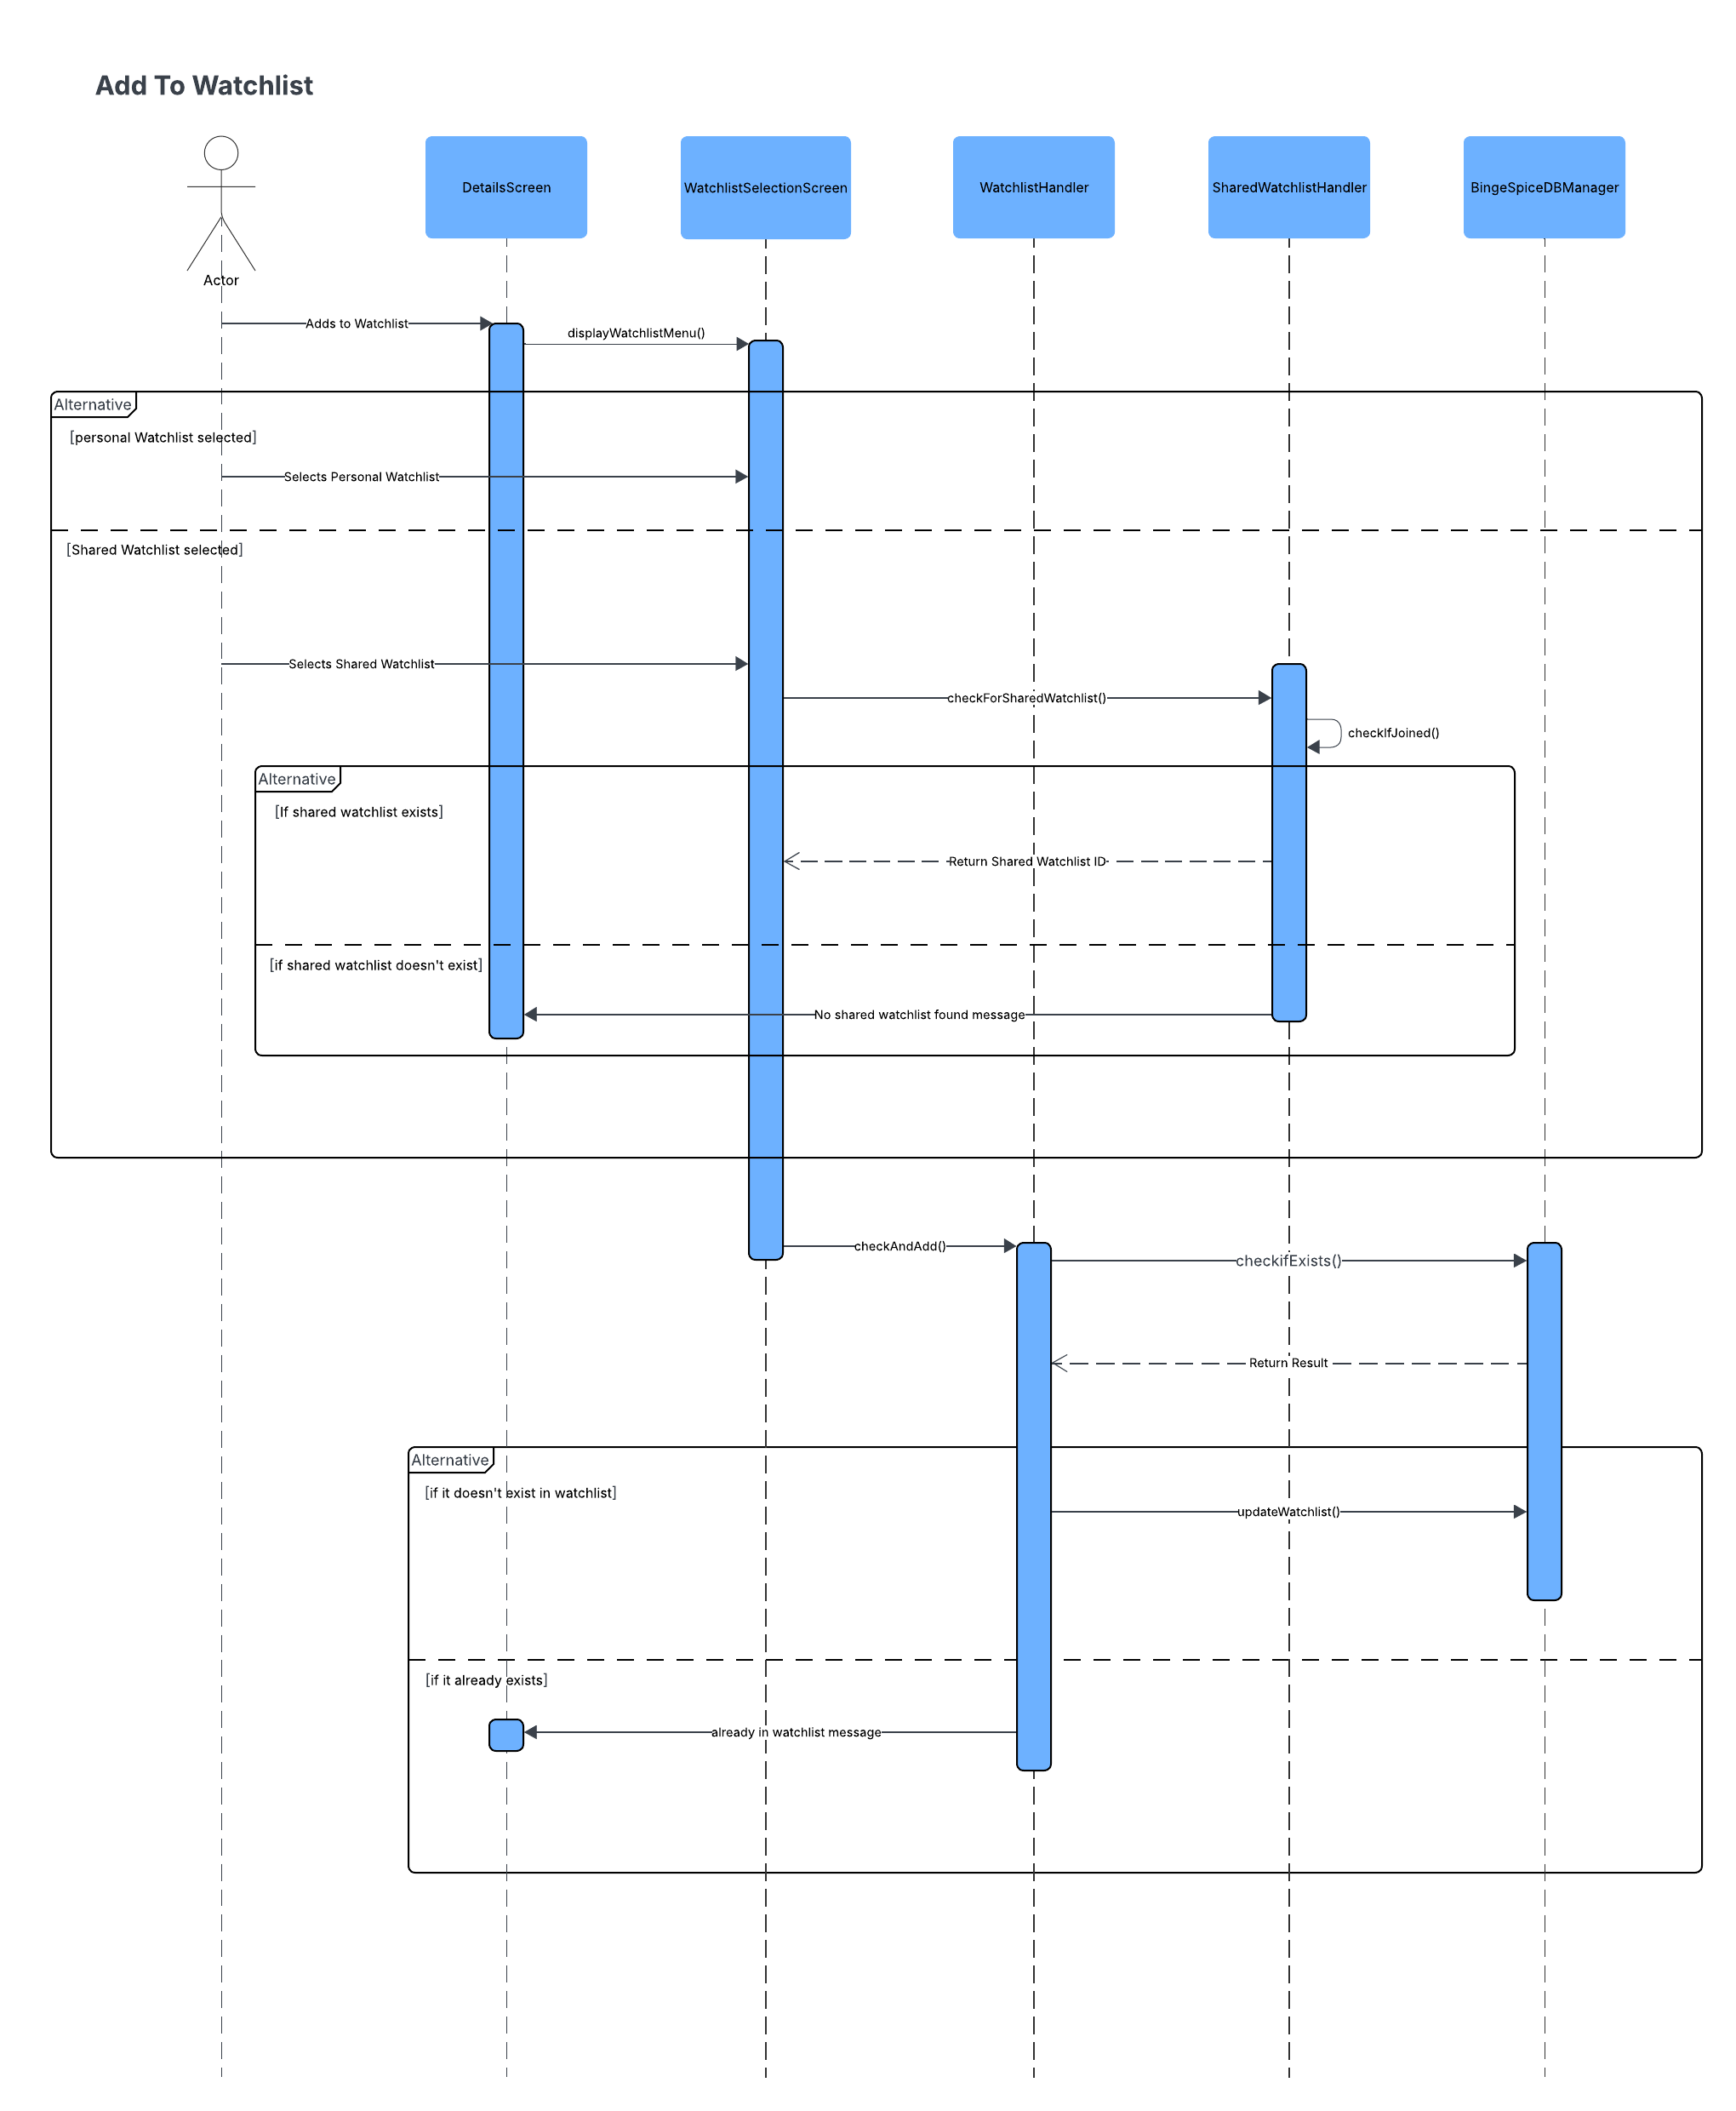 Add To Watchlist
Actor
DetailsScreen
WatchlistSelectionScreen
WatchlistHandler
SharedWatchlistHandler
BingeSpiceDBManager
Adds to Watchlist
displayWatchlistMenu()
Alternative
[personal Watchlist selected]
Selects Personal Watchlist
[Shared Watchlist selected]
Selects Shared Watchlist
checkForSharedWatchlist()
checkIfJoined()
Alternative
[If shared watchlist exists]
Return Shared Watchlist ID
[if shared watchlist doesn't exist]
No shared watchlist found message
checkAndAdd()
checkifExists()
Return Result
Alternative
[if it doesn't exist in watchlist]
updateWatchlist()
[if it already exists]
already in watchlist message